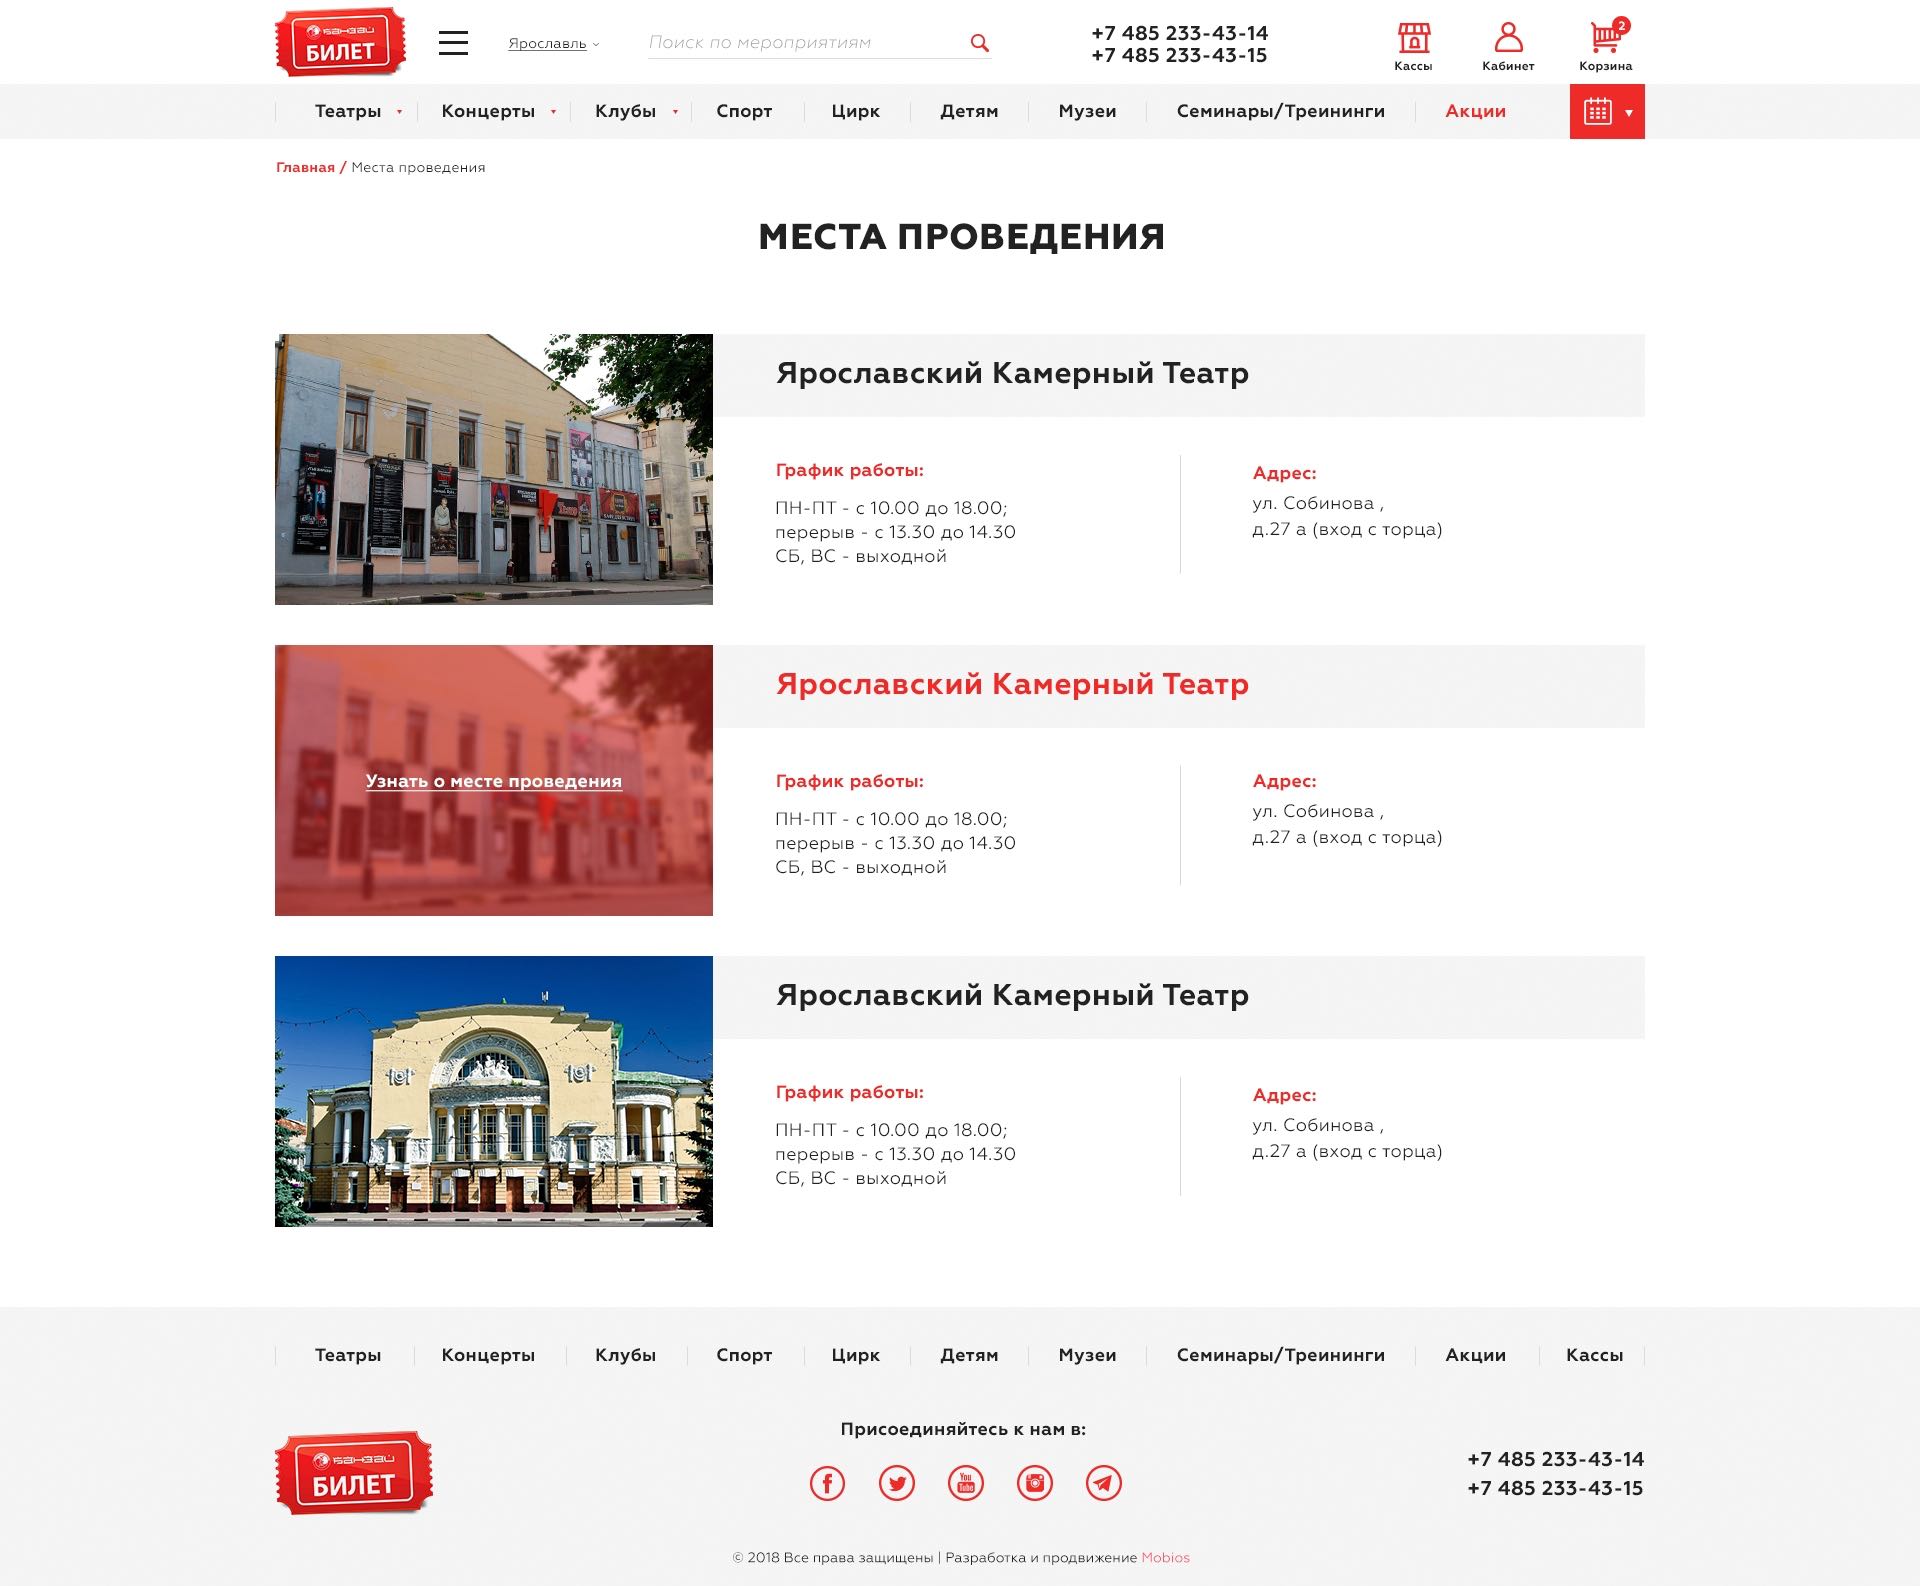 БАНЗАЙ
БИЛЕТ
Ярославль
Поиск по мероприятиям
+7 485 233-43-14
+7 485 233-43-15
Кассы
Кабинет
2
Корзина
Театры
Концерты
Клубы
Спорт
Цирк
Детям
Музеи
Семинары/Треининги
Акции
Главная / Места проведения
МЕСТА ПРОВЕДЕНИЯ
Ярославский Камерный Театр
График работы:
ПН-ПТ - с 10.00 до 18.00;
перерыв - с 13.30 до 14.30
СБ, ВС - выходной
Адрес:
ул. Собинова ,
д.27 а (вход с торца)
Ярославский Камерный Театр
Узнать о месте проведения
График работы:
ПН-ПТ - с 10.00 до 18.00;
перерыв - с 13.30 до 14.30
СБ, ВС - выходной
Адрес:
ул. Собинова ,
д.27 а (вход с торца)
Ярославский Камерный Театр
График работы:
ПН-ПТ - с 10.00 до 18.00;
перерыв - с 13.30 до 14.30
СБ, ВС - выходной
Адрес:
ул. Собинова ,
д.27 а (вход с торца)
Театры
Концерты
Клубы
Спорт
Цирк
Детям
Музеи
Семинары/Треининги
Акции
Кассы
БАНЗАЙ
БИЛЕТ
Присоединяйтесь к нам в:
You
Tube
+7 485 233-43-14
+7 485 233-43-15
© 2018 Все права защищены | Разработка и продвижение Mobios